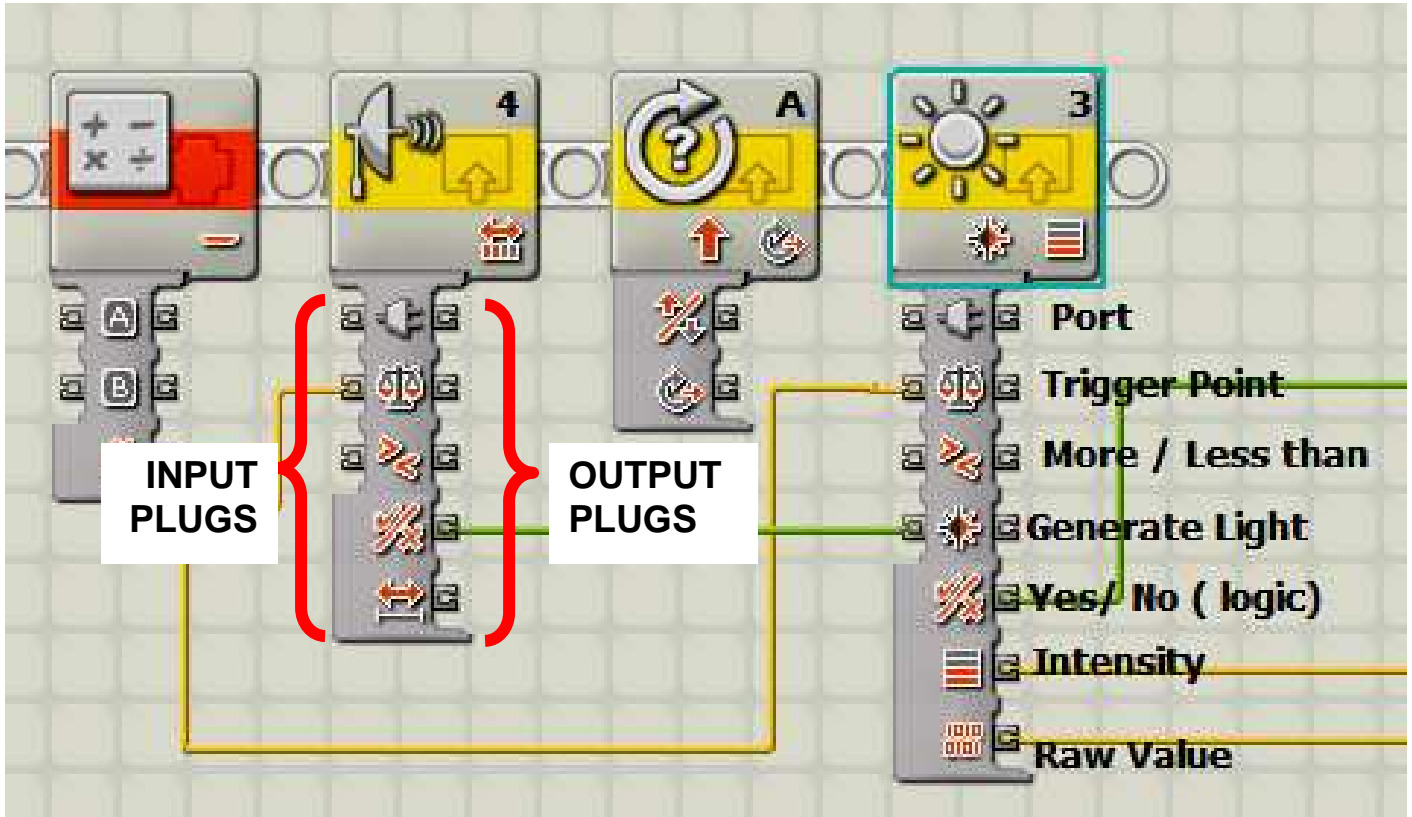 4
A
3
A
B
INPUT
PLUGS
OUTPUT
PLUGS
Port
Trigger Point
More / Less than
Generate Light
Yes/ No ( logic)
Intensity
Raw Value